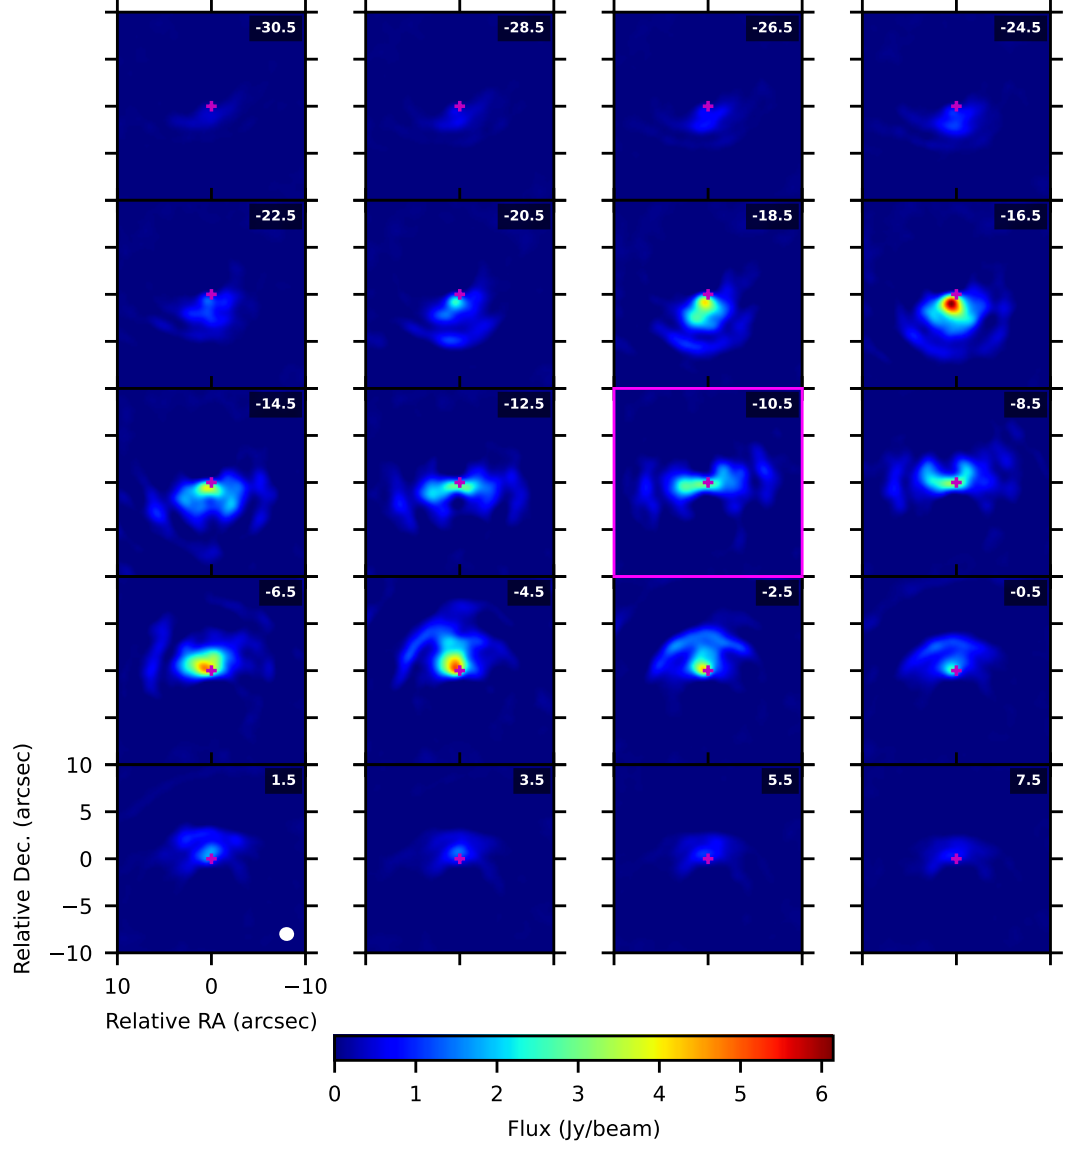 -30.5 -28.5 -26.5 -24.5
-22.5 -20.5 -18.5 -16.5
-14.5 -12.5 -10.5 -8.5
-6.5 -4.5 -2.5 -0.5
1.5 3.5 5.5 7.5
Relative Dec. (arcsec)
10
5
0
−5
−10
10 0 −10
Relative RA (arcsec)
0 1 2 3 4 5 6
Flux (Jy/beam)